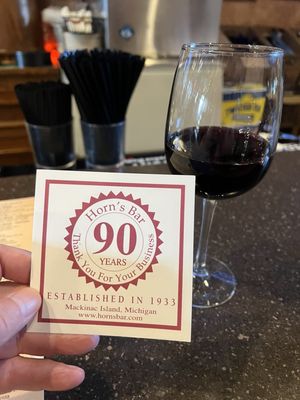 Horn's Bar
90
YEARS
Thank You For Your Business
ESTABLISHED IN 1933
Mackinac Island, Michigan
www.hornsbar.com